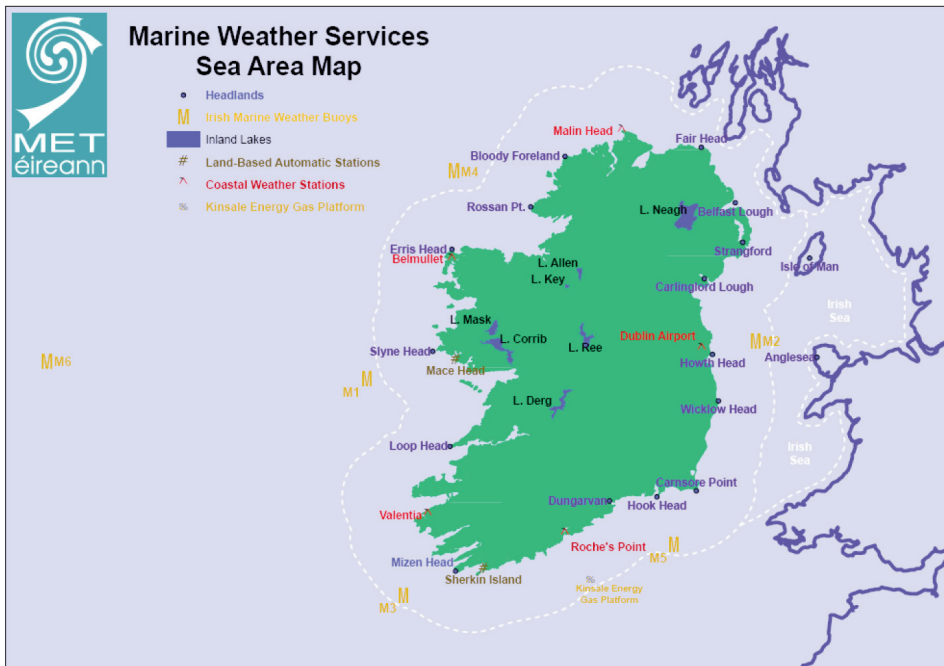 MET
éireann
Marine Weather Services
Sea Area Map
Headlands
M Irish Marine Weather Buoys
Inland Lakes
# Land-Based Automatic Stations
Coastal Weather Stations
% Kinsale Energy Gas Platform
Malin Head
Fair Head
Bloody Foreland
M M4
Rossan Pt.
L. Neagh
Belfast Lough
Erris Head
Belmullet
Strangford
L. Allen
L. Key
Isle of Man
Carlinglord Lough
Irish
Sea
L. Mask
L. Corrib
L. Ree
Dublin Airport
M M2
Slyne Head
#
Mace Head
Howth Head
Anglesea
M M6
M1 M
L. Derg
Wicklow Head
Loop Head
Irish
Sea
Carnsore Point
Dungarvan
Hook Head
Valentia
Roche's Point
M5 M
Mizen Head
#
Sherkin Island
%
Kinsale Energy
Gas Platform
M3 M